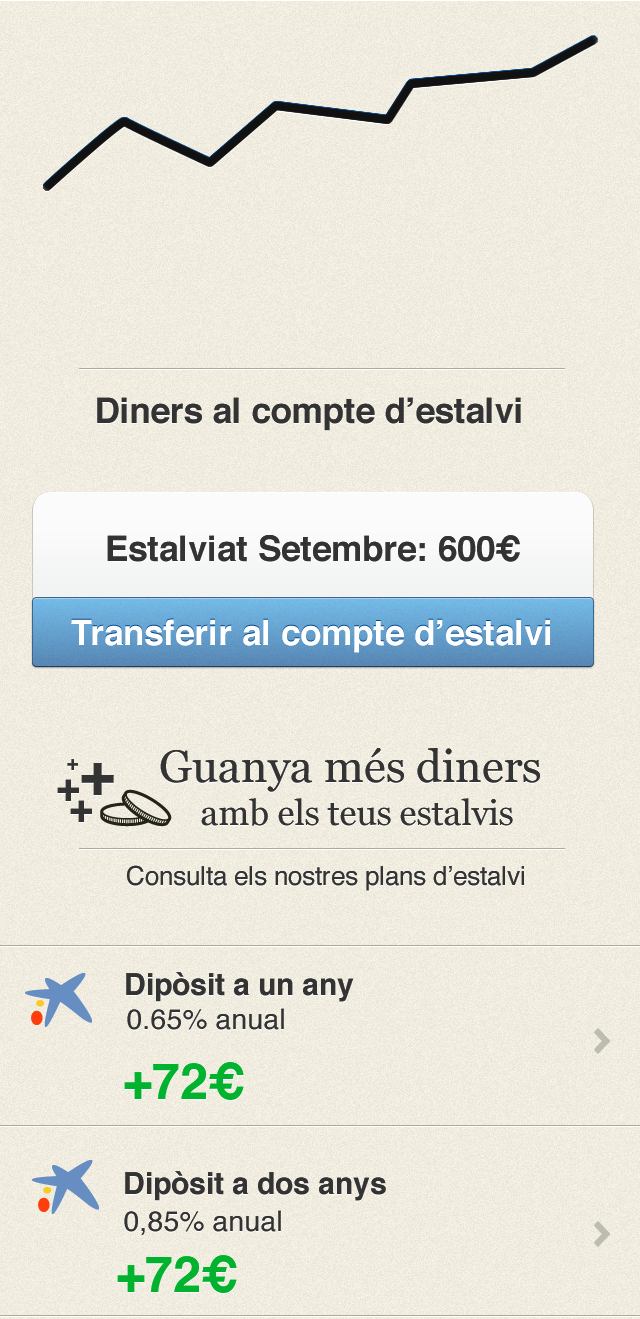 Diners al compte d’estalvi
Estalviat Setembre: 600€
Transferir al compte d’estalvi
Guanya més diners
amb els teus estalvis
Consulta els nostres plans d’estalvi
Dipòsit a un any
0.65% anual
+72€
Dipòsit a dos anys
0,85% anual
+72€